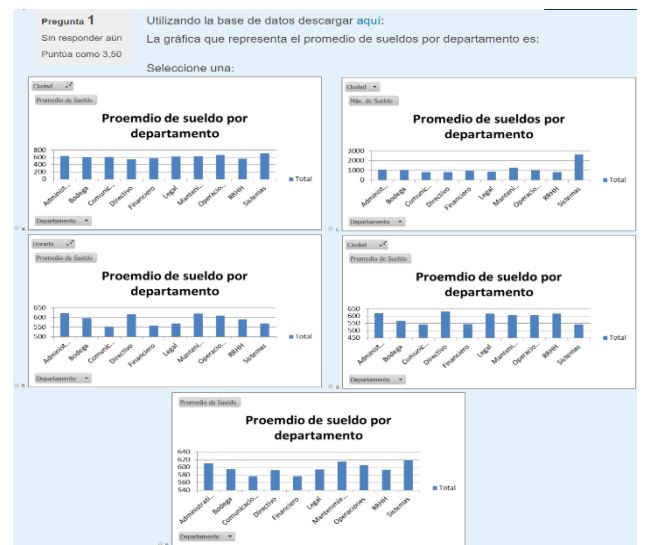 Pregunta 1
Sin responder aún
Puntúa como 3,50
Utilizando la base de datos descargar aquí:
La gráfica que representa el promedio de sueldos por departamento es:
Seleccione una:
Ciudad
Promedio de Sueldo
Proemdio de sueldo por
departamento
800
600
400
200
0
Administ...
Bodega
Comunic...
Directivo
Financiero
Legal
Manteni...
Operacio...
RRHH
Sistemas
Total
Departamento
a.
Ciudad
Máx. de Sueldo
Promedio de sueldos por
departamento
3000
2000
1000
0
Administ...
Bodega
Comunic...
Directivo
Financiero
Legal
Manteni...
Operacio...
RRHH
Sistemas
Total
Departamento
Horario
Promedio de Sueldo
Proemdio de sueldo por
departamento
650
600
550
500
Administ...
Bodega
Comunic...
Directivo
Financiero
Legal
Manteni...
Operacio...
RRHH
Sistemas
Total
Departamento
Ciudad
Promedio de Sueldo
Proemdio de sueldo por
departamento
650
600
550
500
450
Administ...
Bodega
Comunic...
Directivo
Financiero
Legal
Manteni...
Operacio...
RRHH
Sistemas
Total
Departamento
Promedio de Sueldo
Proemdio de sueldo por
departamento
640
620
600
580
560
540
Administrati...
Bodega
Comunicacio...
Directivo
Financiero
Legal
Mantenimie...
Operaciones
RRHH
Sistemas
Total
Departamento